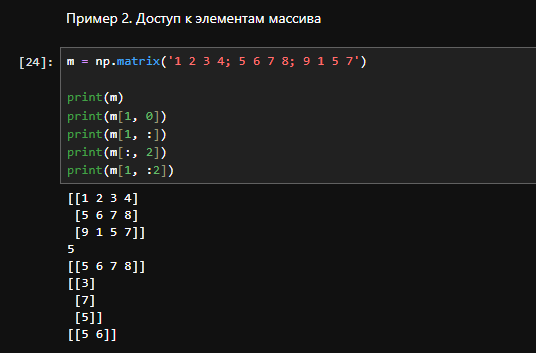 Пример 2. Доступ к элементам массива
[24]: m = np.matrix('1 2 3 4; 5 6 7 8; 9 1 5 7')
print(m)
print(m[1, 0])
print(m[1, :])
print(m[:, 2])
print(m[1, :2])
[[1 2 3 4]
 [5 6 7 8]
 [9 1 5 7]]
5
[[5 6 7 8]]
[[3]
 [7]
 [5]]
[[5 6]]